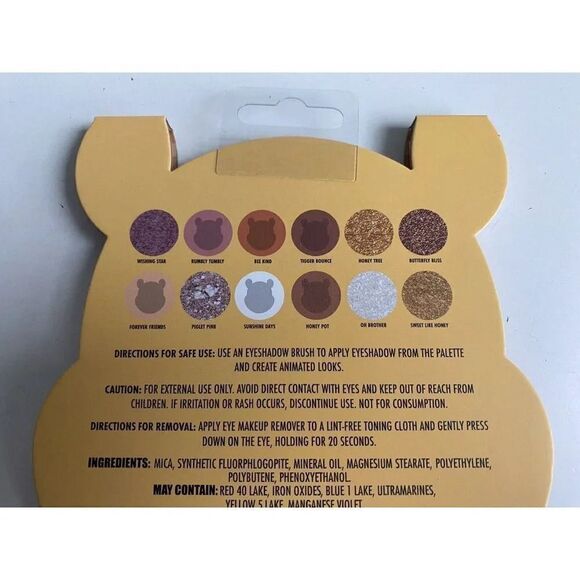 WISHING STAR RUMBLY TUMBLY BEE KIND TIGGER BOUNCE HONEY TREE BUTTERFLY BLISS
FOREVER FRIENDS PIGLET PINK SUNSHINE DAYS HONEY POT OH BROTHER SWEET LIKE HONEY
DIRECTIONS FOR SAFE USE: USE AN EYESHADOW BRUSH TO APPLY EYESHADOW FROM THE PALETTE
AND CREATE ANIMATED LOOKS.
CAUTION: FOR EXTERNAL USE ONLY. AVOID DIRECT CONTACT WITH EYES AND KEEP OUT OF REACH FROM
CHILDREN. IF IRRITATION OR RASH OCCURS, DISCONTINUE USE. NOT FOR CONSUMPTION.
DIRECTIONS FOR REMOVAL: APPLY EYE MAKEUP REMOVER TO A LINT-FREE TONING CLOTH AND GENTLY PRESS
DOWN ON THE EYE, HOLDING FOR 20 SECONDS.
INGREDIENTS: MICA, SYNTHETIC FLUORPHLOGOPITE, MINERAL OIL, MAGNESIUM STEARATE, POLYETHYLENE,
POLYBUTENE, PHENOXYETHANOL.
MAY CONTAIN: RED 40 LAKE, IRON OXIDES, BLUE 1 LAKE, ULTRAMARINES,
YELLOW 5 LAKE, MANGANESE VIOLET